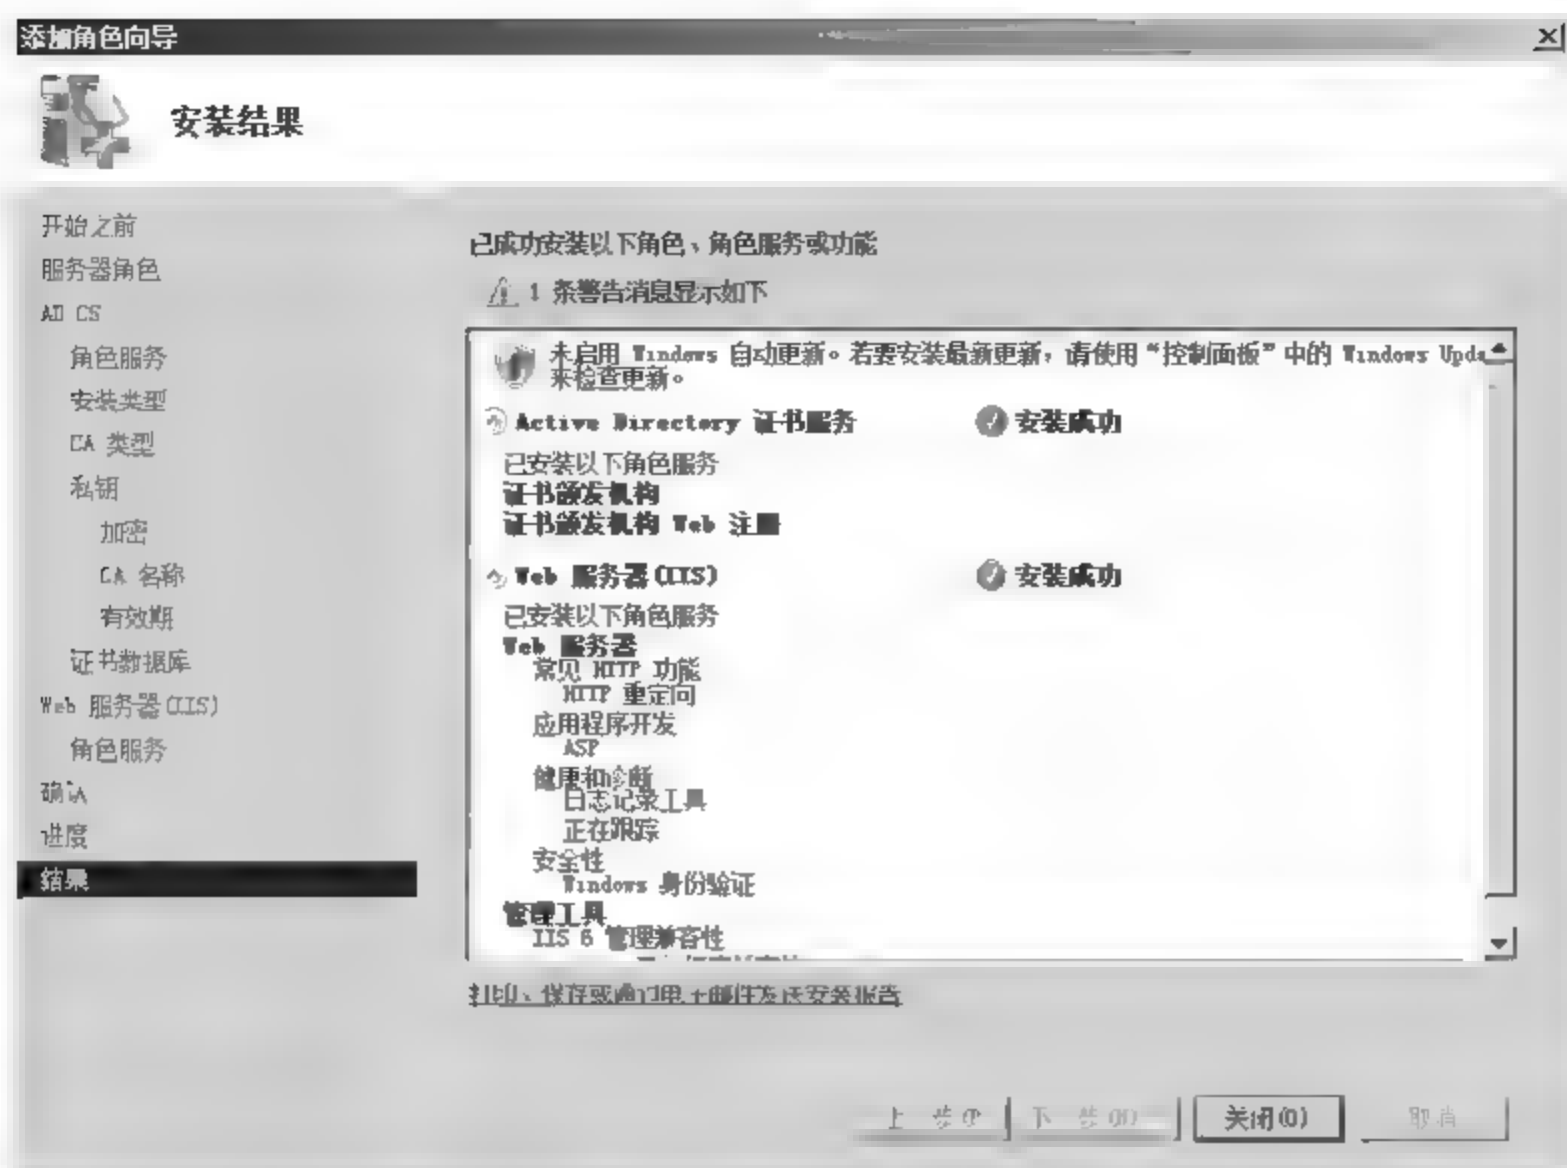 添加角色向导
安装结果
开始之前
服务器角色
AD CS
角色服务
安装类型
CA 类型
私钥
加密
CA 名称
有效期
证书数据库
Web 服务器(IIS)
角色服务
确认
进度
结果
已成功安装以下角色、角色服务或功能
1 条警告消息显示如下
未启用 Windows 自动更新。若要安装最新更新，请使用“控制面板”中的 Windows Upda
来检查更新。
Active Directory 证书服务 安装成功
已安装以下角色服务
证书颁发机构
证书颁发机构 Web 注册
Web 服务器(IIS) 安装成功
已安装以下角色服务
Web 服务器
常见 HTTP 功能
HTTP 重定向
应用程序开发
ASP
健康和诊断
日志记录工具
正在跟踪
安全性
Windows 身份验证
管理工具
IIS 6 管理兼容性
打印、保存或通过电子邮件发送安装报告
上一步(P) 下一步(N) 关闭(O) 取消